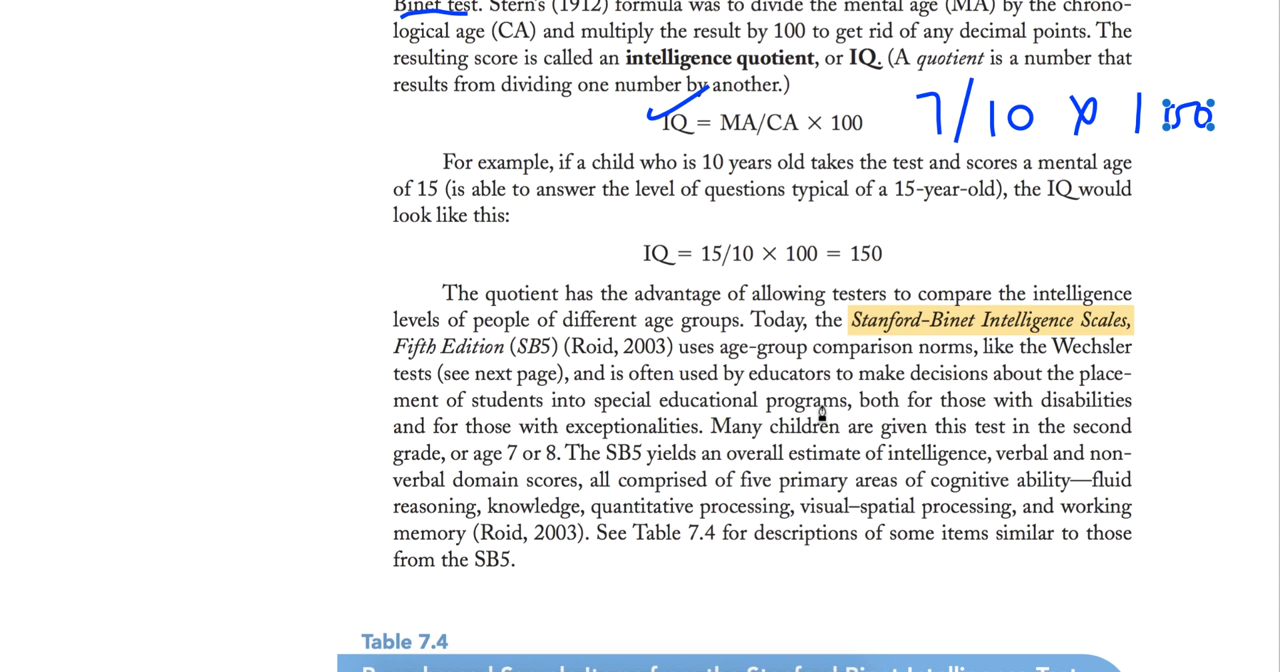 Binet test. Stern's (1912) formula was to divide the mental age (MA) by the chrono-
logical age (CA) and multiply the result by 100 to get rid of any decimal points. The
resulting score is called an intelligence quotient, or IQ. (A quotient is a number that
results from dividing one number by another.)
IQ = MA/CA × 100
7/10 × 1
For example, if a child who is 10 years old takes the test and scores a mental age
of 15 (is able to answer the level of questions typical of a 15-year-old), the IQ would
look like this:
IQ = 15/10 × 100 = 150
The quotient has the advantage of allowing testers to compare the intelligence
levels of people of different age groups. Today, the Stanford-Binet Intelligence Scales,
Fifth Edition (SB5) (Roid, 2003) uses age-group comparison norms, like the Wechsler
tests (see next page), and is often used by educators to make decisions about the place-
ment of students into special educational programs, both for those with disabilities
and for those with exceptionalities. Many children are given this test in the second
grade, or age 7 or 8. The SB5 yields an overall estimate of intelligence, verbal and non-
verbal domain scores, all comprised of five primary areas of cognitive ability—fluid
reasoning, knowledge, quantitative processing, visual–spatial processing, and working
memory (Roid, 2003). See Table 7.4 for descriptions of some items similar to those
from the SB5.
Table 7.4